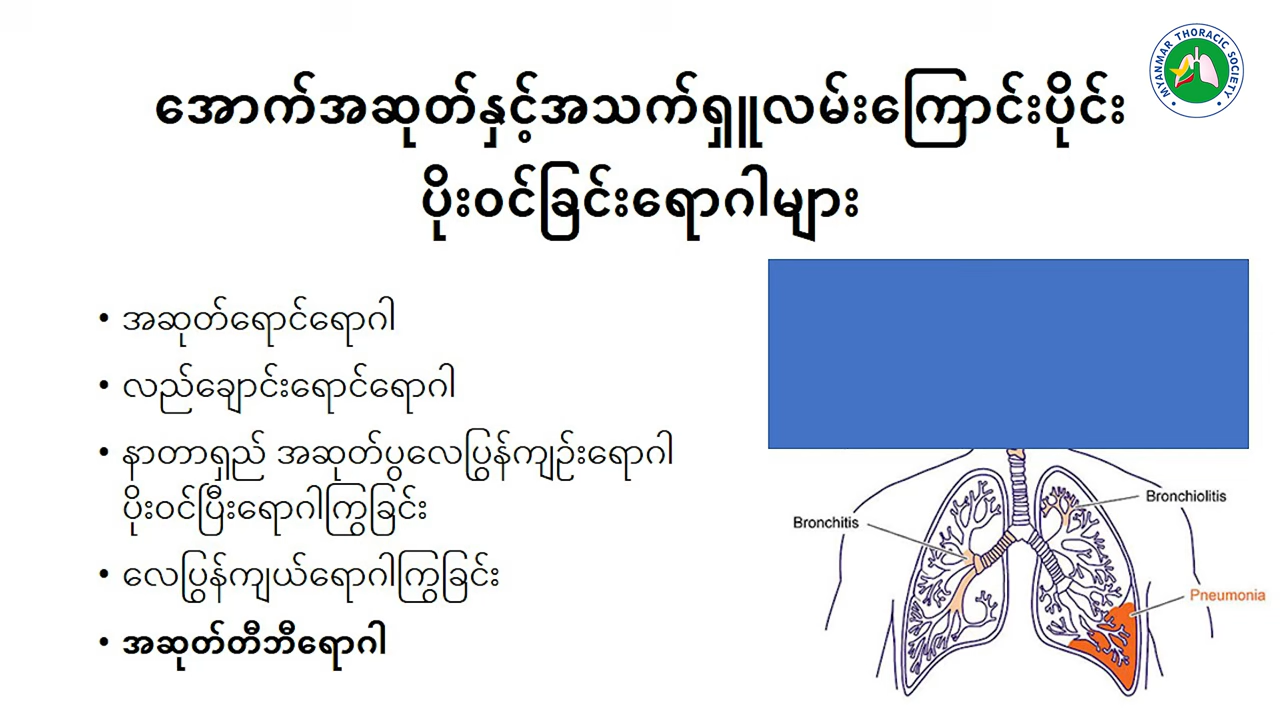 MYANMAR THORACIC SOCIETY
အောက်အဆုတ်နှင့်အသက်ရှူလမ်းကြောင်းပိုင်း
ပိုးဝင်ခြင်းရောဂါများ
• အဆုတ်ရောင်ရောဂါ
• လည်ချောင်းရောင်ရောဂါ
• နာတာရှည် အဆုတ်ပွလေပြွန်ကျဉ်းရောဂါ
ပိုးဝင်ပြီးရောဂါကြွခြင်း
• လေပြွန်ကျယ်ရောဂါကြွခြင်း
• အဆုတ်တီဘီရောဂါ
Bronchiolitis
Bronchitis
Pneumonia